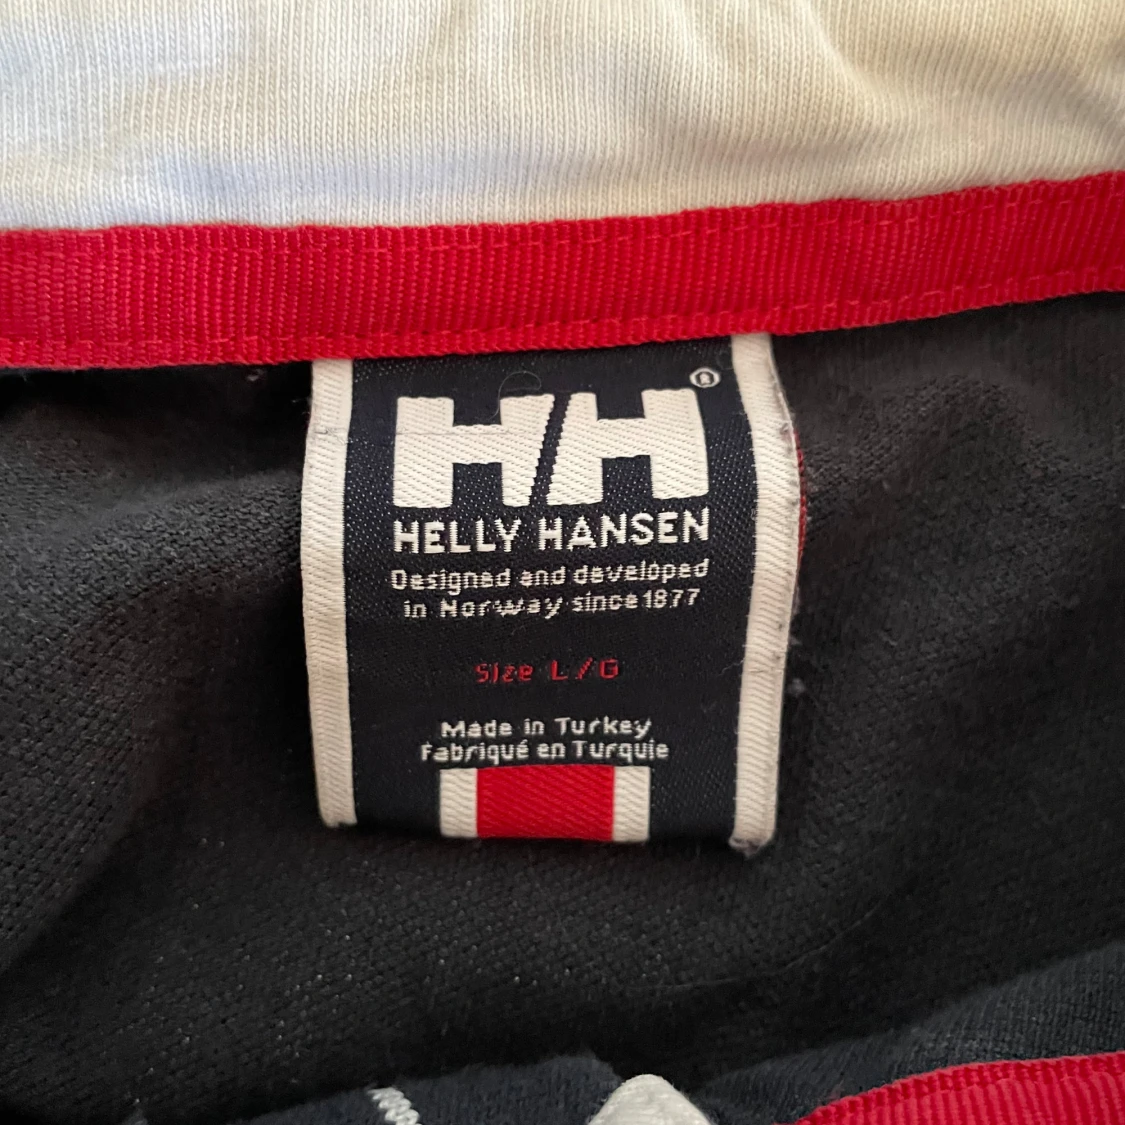 HH®
HELLY HANSEN
Designed and developed
in Norway since 1877
Size L/G
Made in Turkey
Fabriqué en Turquie